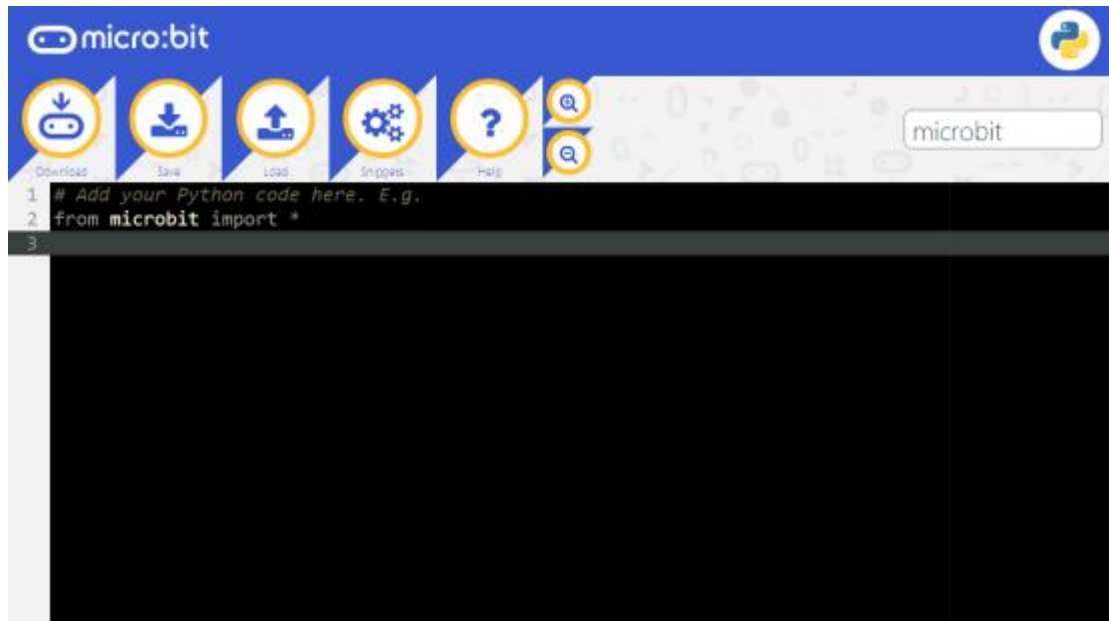 micro:bit
Download Save Load Snippets Help
microbit
1 # Add your Python code here. E.g.
2 from microbit import *
3